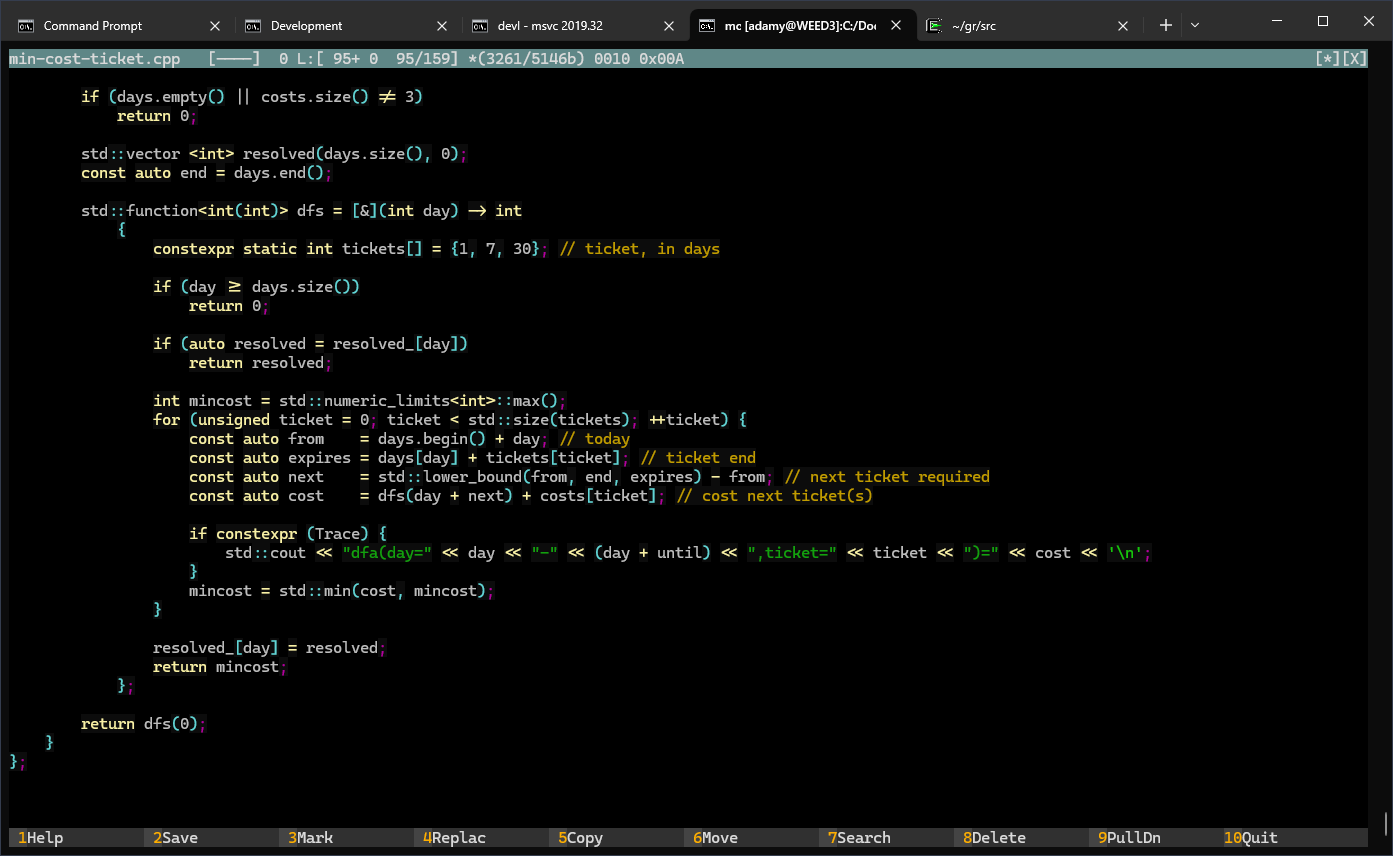 Command Prompt Development devl - msvc 2019.32 mc [adamy@WEED3]:C:/Doc ~/gr/src
min-cost-ticket.cpp [----] 0 L:[ 95+ 0 95/159] *(3261/5146b) 0010 0x00A [*][X]
if (days.empty() || costs.size() != 3)
return 0;
std::vector <int> resolved(days.size(), 0);
const auto end = days.end();
std::function<int(int)> dfs = [&](int day) -> int
{
constexpr static int tickets[] = {1, 7, 30}; // ticket, in days
if (day >= days.size())
return 0;
if (auto resolved = resolved_[day])
return resolved;
int mincost = std::numeric_limits<int>::max();
for (unsigned ticket = 0; ticket < std::size(tickets); ++ticket) {
const auto from = days.begin() + day; // today
const auto expires = days[day] + tickets[ticket]; // ticket end
const auto next = std::lower_bound(from, end, expires) - from; // next ticket required
const auto cost = dfs(day + next) + costs[ticket]; // cost next ticket(s)
if constexpr (Trace) {
std::cout << "dfa(day=" << day << "-" << (day + until) << ",ticket=" << ticket << ")=" << cost << '\n';
}
mincost = std::min(cost, mincost);
}
resolved_[day] = resolved;
return mincost;
};
return dfs(0);
}
};
1Help 2Save 3Mark 4Replac 5Copy 6Move 7Search 8Delete 9PullDn 10Quit